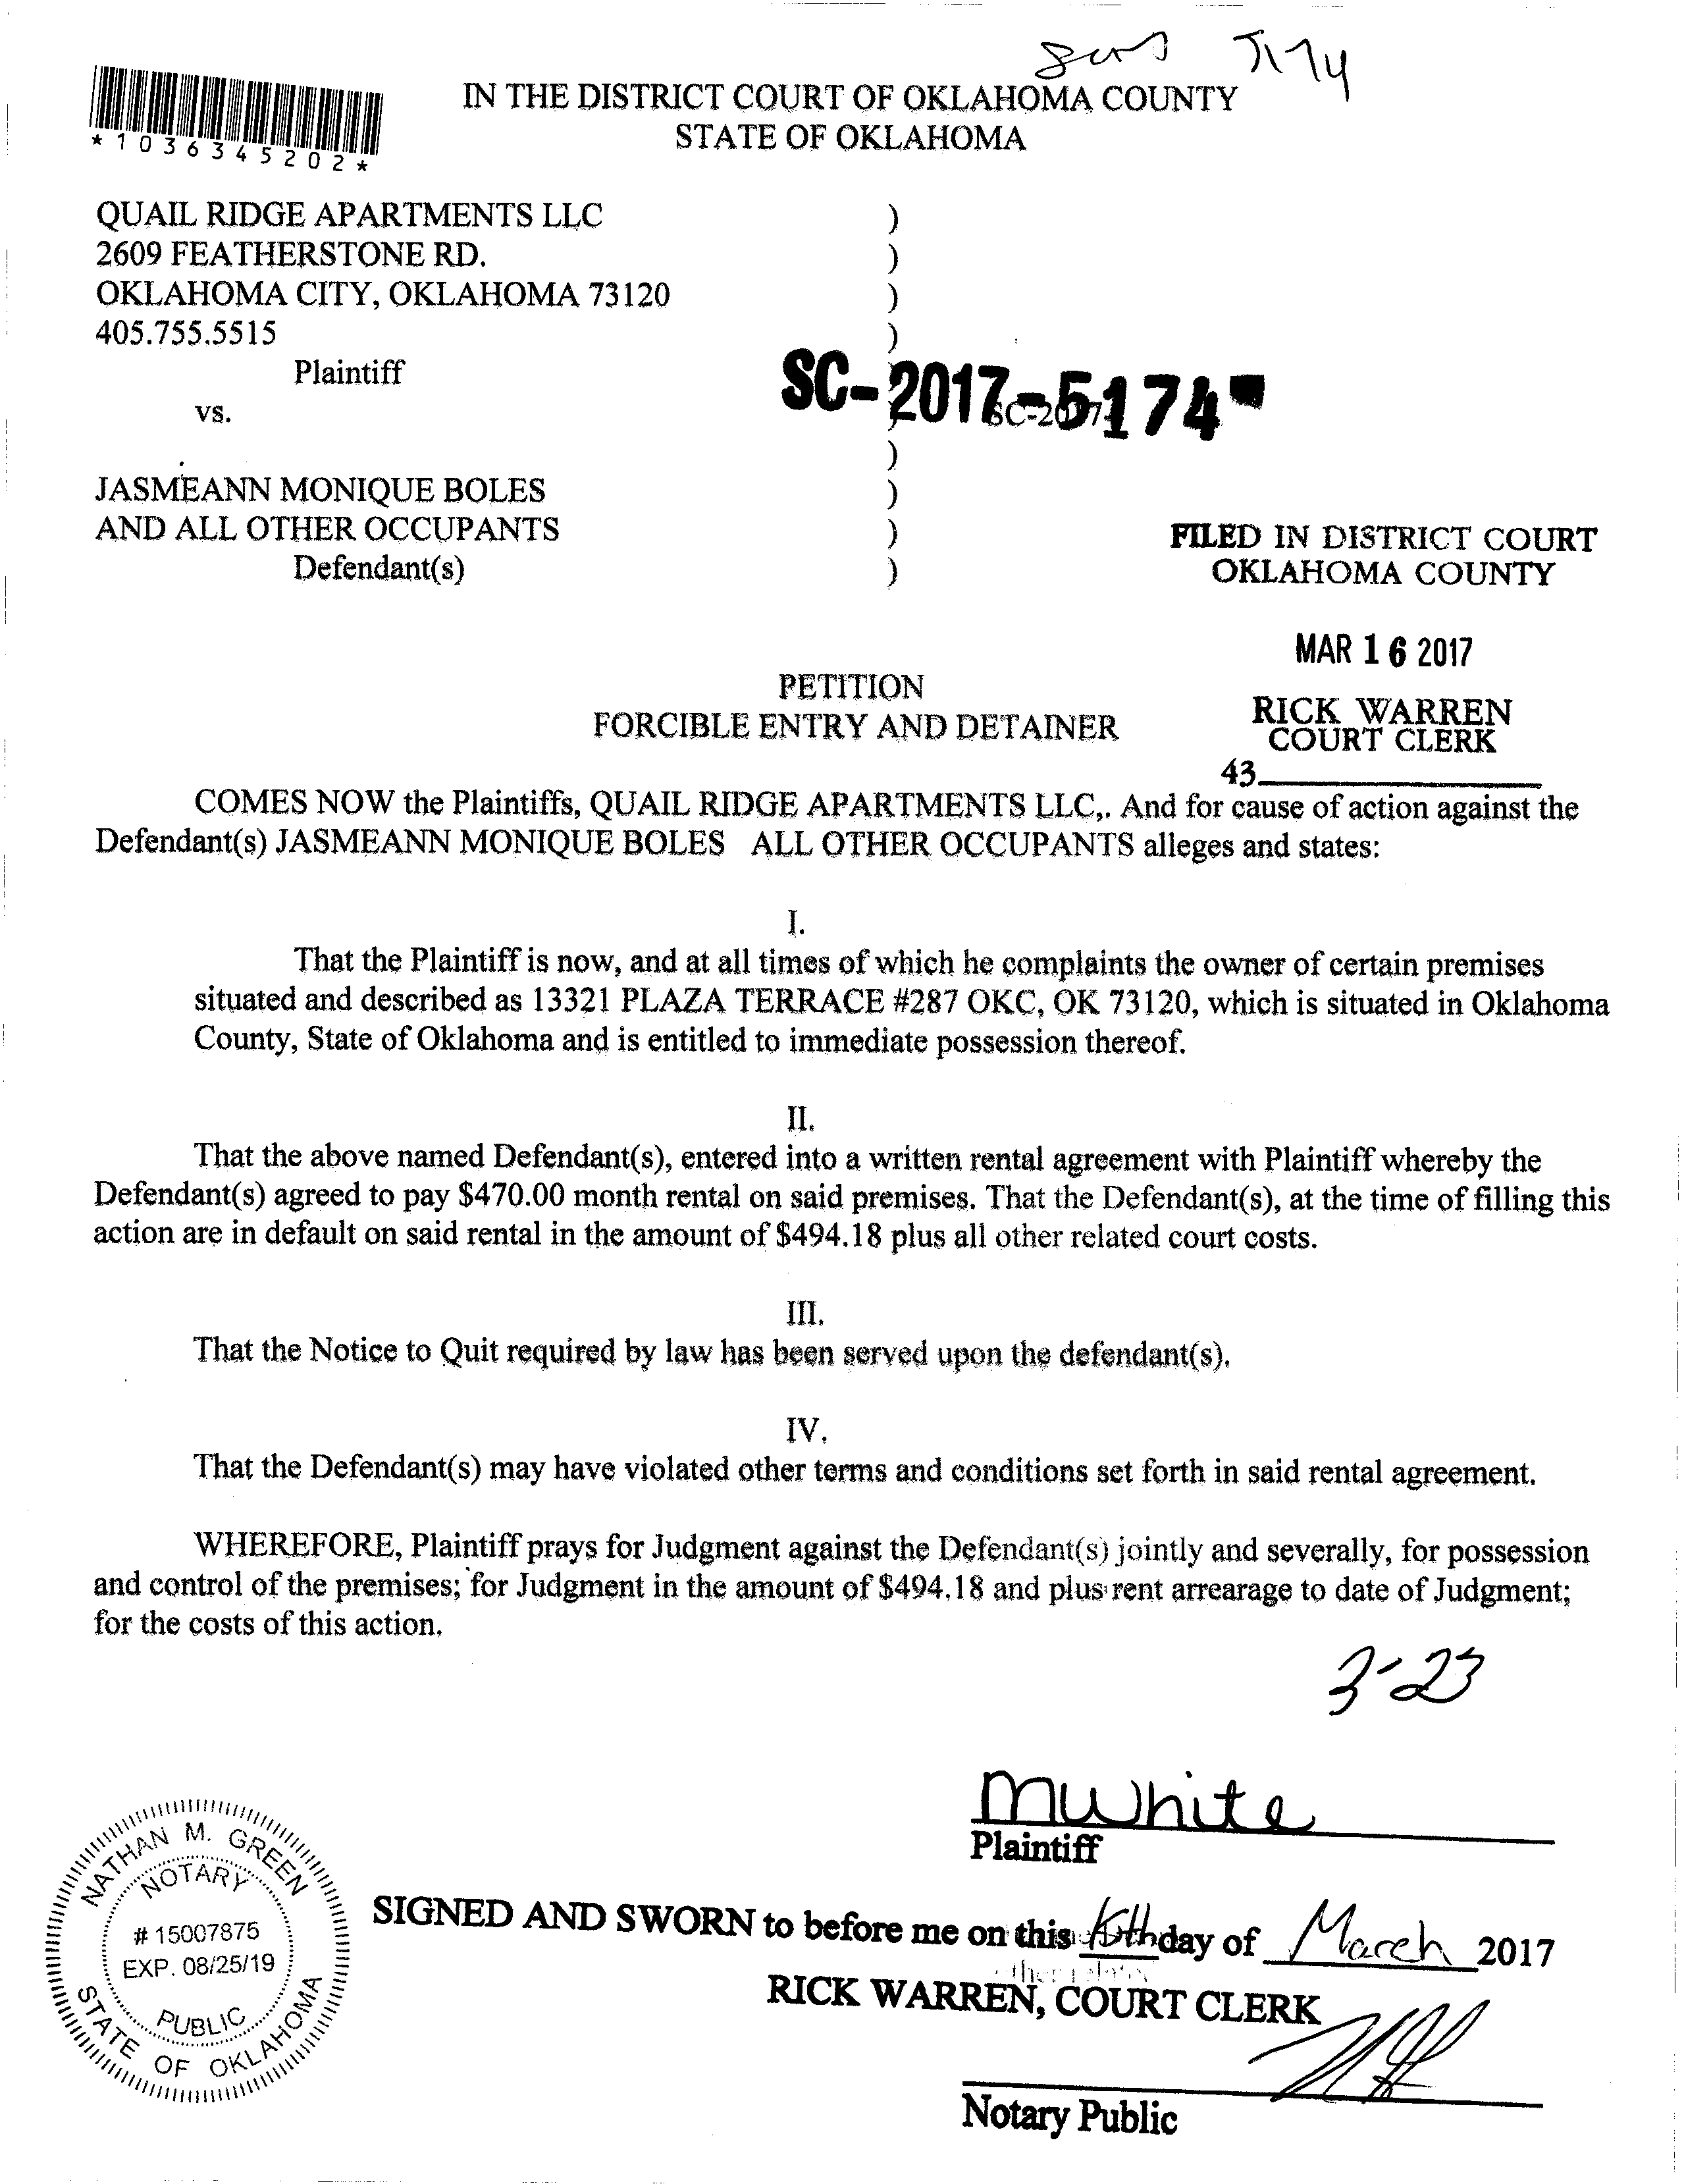 *1036345202*
IN THE DISTRICT COURT OF OKLAHOMA COUNTY
STATE OF OKLAHOMA
QUAIL RIDGE APARTMENTS LLC )
2609 FEATHERSTONE RD. )
OKLAHOMA CITY, OKLAHOMA 73120 )
405.755.5515 )
Plaintiff
SC-2017-5174
vs.
)
JASMEANN MONIQUE BOLES )
AND ALL OTHER OCCUPANTS )
Defendant(s) )
FILED IN DISTRICT COURT
OKLAHOMA COUNTY
MAR 16 2017
RICK WARREN
COURT CLERK
43
PETITION
FORCIBLE ENTRY AND DETAINER
COMES NOW the Plaintiffs, QUAIL RIDGE APARTMENTS LLC,. And for cause of action against the
Defendant(s) JASMEANN MONIQUE BOLES ALL OTHER OCCUPANTS alleges and states:
I.
That the Plaintiff is now, and at all times of which he complaints the owner of certain premises
situated and described as 13321 PLAZA TERRACE #287 OKC, OK 73120, which is situated in Oklahoma
County, State of Oklahoma and is entitled to immediate possession thereof.
II.
That the above named Defendant(s), entered into a written rental agreement with Plaintiff whereby the
Defendant(s) agreed to pay $470.00 month rental on said premises. That the Defendant(s), at the time of filling this
action are in default on said rental in the amount of $494.18 plus all other related court costs.
III.
That the Notice to Quit required by law has been served upon the defendant(s).
IV.
That the Defendant(s) may have violated other terms and conditions set forth in said rental agreement.
WHEREFORE, Plaintiff prays for Judgment against the Defendant(s) jointly and severally, for possession
and control of the premises; for Judgment in the amount of $494.18 and plus rent arrearage to date of Judgment;
for the costs of this action.
3-23
MWhite
Plaintiff
SIGNED AND SWORN to before me on this day of March 2017
RICK WARREN, COURT CLERK
Notary Public
NATHAN M. GREEN
NOTARY
# 15007875
EXP. 08/25/19
PUBLIC
STATE OF OKLAHOMA